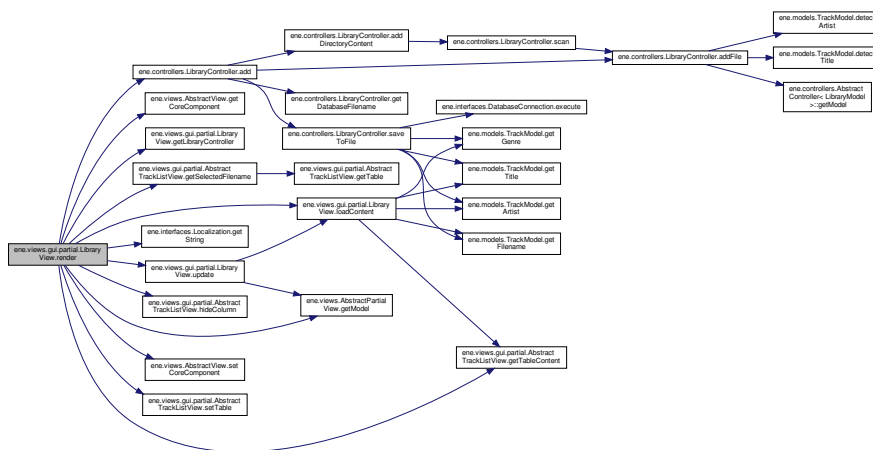 ene.views.gui.partial.Library
View.render
ene.controllers.LibraryController.add
ene.views.AbstractView.get
CoreComponent
ene.views.gui.partial.Library
View.getLibraryController
ene.views.gui.partial.Abstract
TrackListView.getSelectedFilename
ene.interfaces.Localization.get
String
ene.views.gui.partial.Library
View.update
ene.views.gui.partial.Abstract
TrackListView.hideColumn
ene.views.AbstractView.set
CoreComponent
ene.views.gui.partial.Abstract
TrackListView.setTable
ene.controllers.LibraryController.add
DirectoryContent
ene.controllers.LibraryController.get
DatabaseFilename
ene.controllers.LibraryController.save
ToFile
ene.views.gui.partial.Abstract
TrackListView.getTable
ene.views.gui.partial.Library
View.loadContent
ene.views.AbstractPartial
View.getModel
ene.controllers.LibraryController.scan
ene.interfaces.DatabaseConnection.execute
ene.models.TrackModel.get
Genre
ene.models.TrackModel.get
Title
ene.models.TrackModel.get
Artist
ene.models.TrackModel.get
Filename
ene.views.gui.partial.Abstract
TrackListView.getTableContent
ene.controllers.LibraryController.addFile
ene.models.TrackModel.detec
Artist
ene.models.TrackModel.detec
Title
ene.controllers.Abstract
Controller< LibraryModel
>::getModel